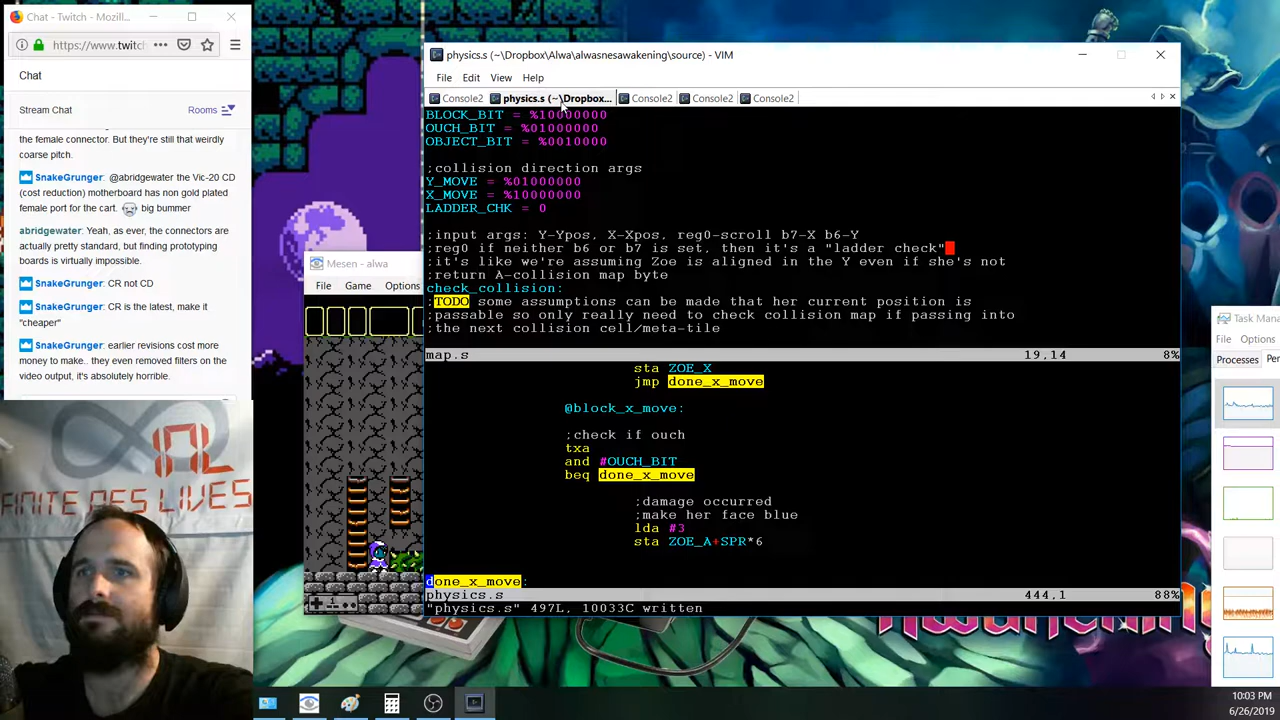 Chat - Twitch - Mozill...
https://www.twitch
Chat
Stream Chat
Rooms
the female connector. But they're still that weirdly
coarse pitch.
SnakeGrunger: @abridgewater the Vic-20 CD
(cost reduction) motherboard has non gold plated
female port for the cart. big bummer
abridgewater: Yeah, as ever, the connectors are
actually pretty standard, but finding prototyping
boards is virtually impossible.
SnakeGrunger: CR not CD
SnakeGrunger: CR is the latest, make it
"cheaper"
SnakeGrunger: earlier revisions cost more
money to make.. they even removed filters on the
video output, it's absolutely horrible.
FINITE NES LIVES
Mesen - alwa
File Game Options
physics.s (~\Dropbox\Alwa\alwasnesawakening\source) - VIM
File Edit View Help
Console2 physics.s (~\Dropbox... Console2 Console2 Console2
BLOCK_BIT = %10000000
OUCH_BIT = %01000000
OBJECT_BIT = %0010000
;collision direction args
Y_MOVE = %01000000
X_MOVE = %10000000
LADDER_CHK = 0
;input args: Y-Ypos, X-Xpos, reg0-scroll b7-X b6-Y
;reg0 if neither b6 or b7 is set, then it's a "ladder check"
;it's like we're assuming Zoe is aligned in the Y even if she's not
;return A-collision map byte
check_collision:
;TODO some assumptions can be made that her current position is
;passable so only really need to check collision map if passing into
;the next collision cell/meta-tile
map.s 19,14 8%
sta ZOE_X
jmp done_x_move
@block_x_move:
;check if ouch
txa
and #OUCH_BIT
beq done_x_move
;damage occurred
;make her face blue
lda #3
sta ZOE_A+SPR*6
done_x_move:
physics.s 444,1 88%
"physics.s" 497L, 10033C written
Task Mana
File Options
Processes Per
10:03 PM
6/26/2019